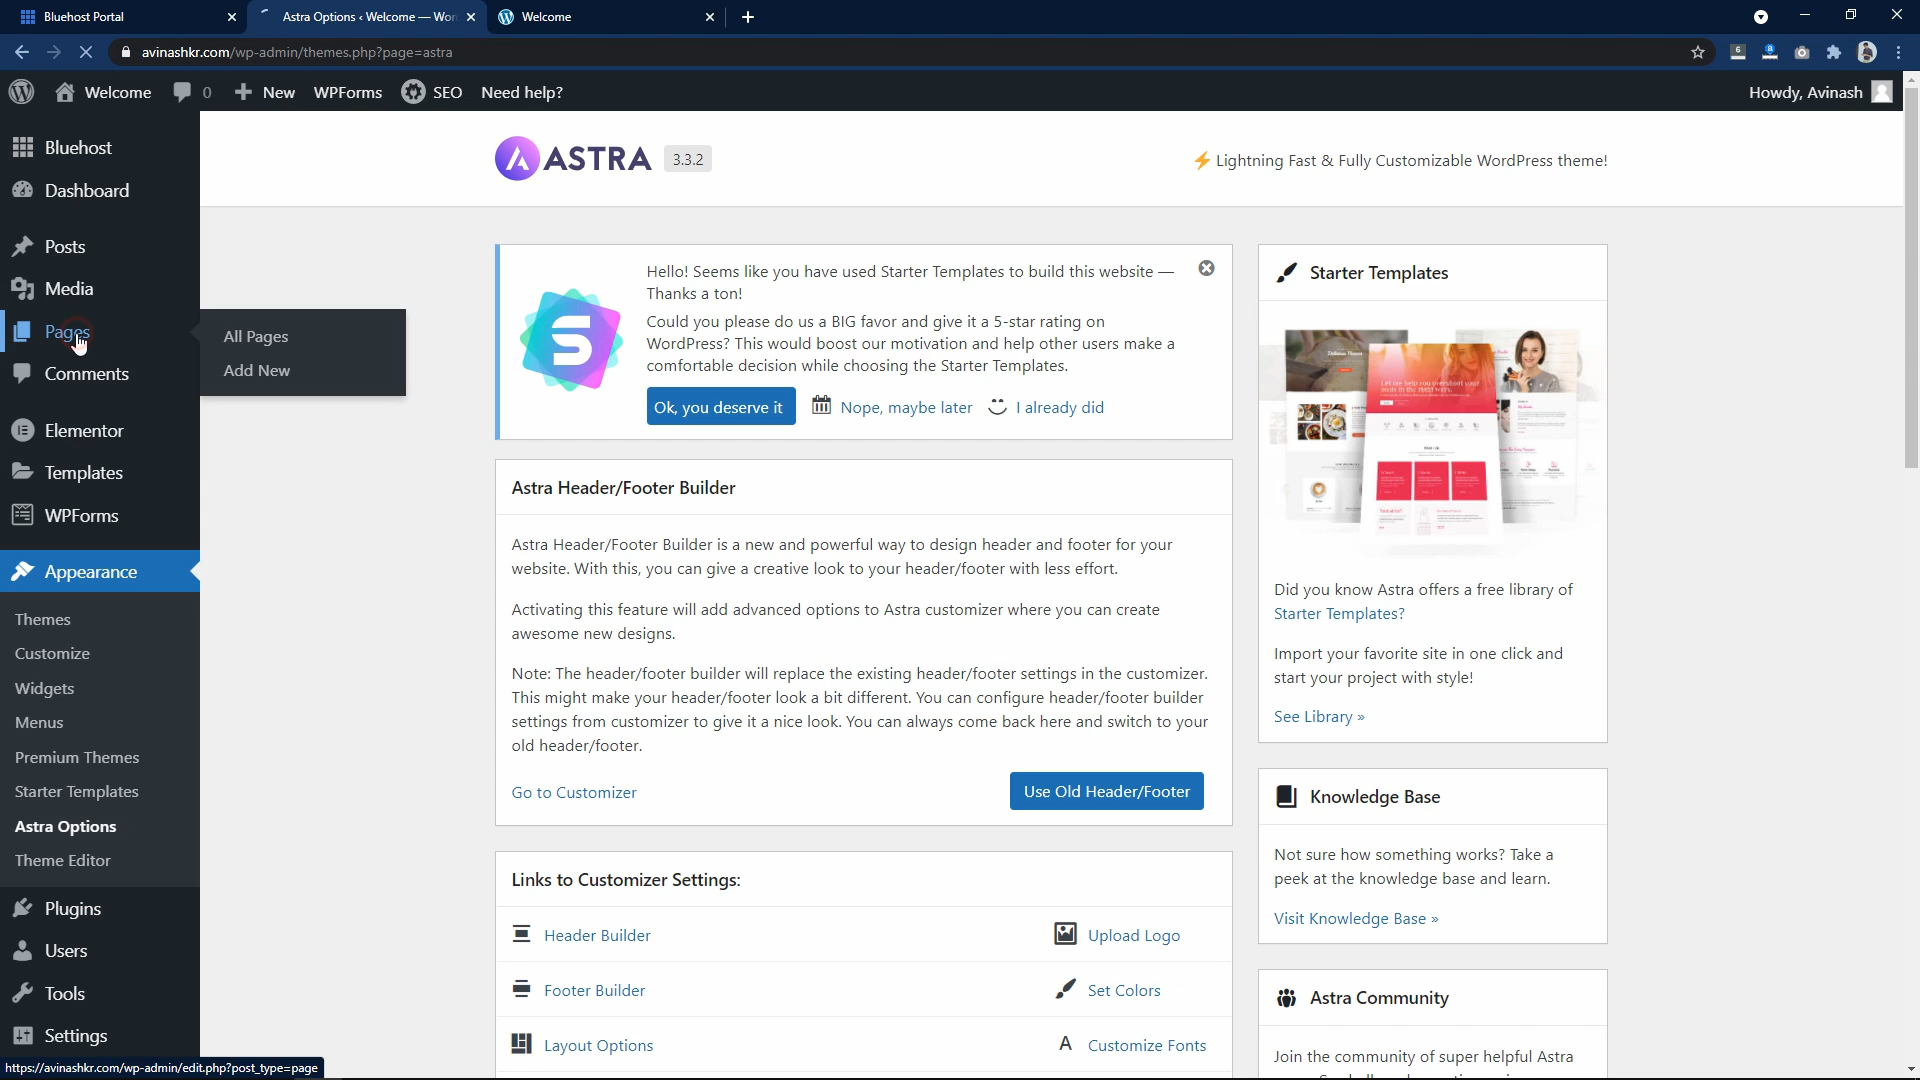 Bluehost Portal
Astra Options ‹ Welcome — Wor
Welcome
avinashkr.com/wp-admin/themes.php?page=astra
Welcome 0 New WPForms SEO Need help?
Howdy, Avinash
Bluehost
Dashboard
Posts
Media
Pages
All Pages
Add New
Comments
Elementor
Templates
WPForms
Appearance
Themes
Customize
Widgets
Menus
Premium Themes
Starter Templates
Astra Options
Theme Editor
Plugins
Users
Tools
Settings
https://avinashkr.com/wp-admin/edit.php?post_type=page
ASTRA 3.3.2
⚡ Lightning Fast & Fully Customizable WordPress theme!
Hello! Seems like you have used Starter Templates to build this website —
Thanks a ton!
Could you please do us a BIG favor and give it a 5-star rating on
WordPress? This would boost our motivation and help other users make a
comfortable decision while choosing the Starter Templates.
Ok, you deserve it Nope, maybe later I already did
Astra Header/Footer Builder
Astra Header/Footer Builder is a new and powerful way to design header and footer for your
website. With this, you can give a creative look to your header/footer with less effort.
Activating this feature will add advanced options to Astra customizer where you can create
awesome new designs.
Note: The header/footer builder will replace the existing header/footer settings in the customizer.
This might make your header/footer look a bit different. You can configure header/footer builder
settings from customizer to give it a nice look. You can always come back here and switch to your
old header/footer.
Go to Customizer
Use Old Header/Footer
Links to Customizer Settings:
Header Builder
Upload Logo
Footer Builder
Set Colors
Layout Options
Customize Fonts
Starter Templates
Did you know Astra offers a free library of
Starter Templates?
Import your favorite site in one click and
start your project with style!
See Library »
Knowledge Base
Not sure how something works? Take a
peek at the knowledge base and learn.
Visit Knowledge Base »
Astra Community
Join the community of super helpful Astra